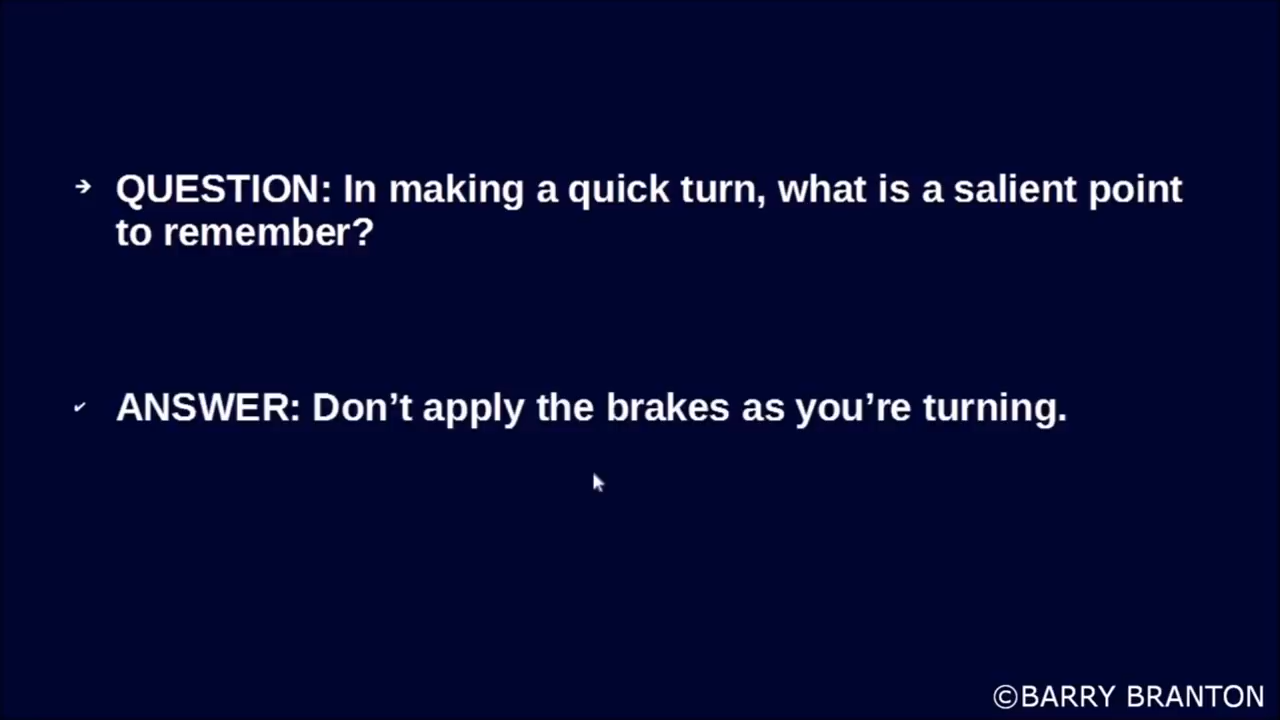 ➔ QUESTION: In making a quick turn, what is a salient point
to remember?
✔ ANSWER: Don’t apply the brakes as you’re turning.
©BARRY BRANTON